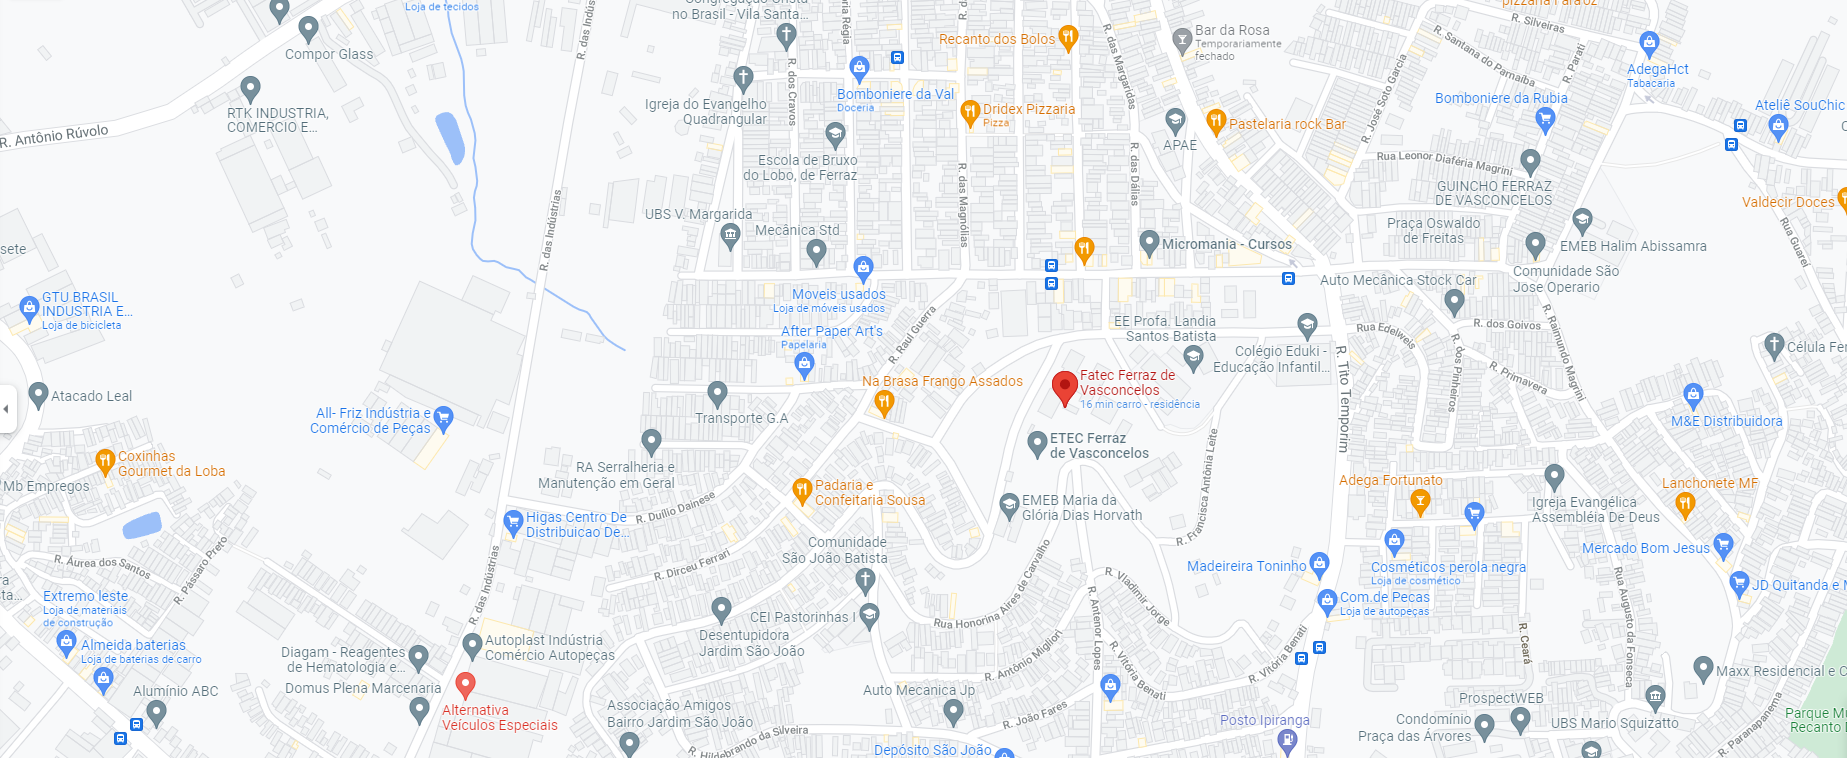 Loja de tecidos
Compor Glass
RTK INDUSTRIA,
COMERCIO E...
R. Antônio Rúvolo
R. das Indústrias
no Brasil - Vila Santa...
R. dos Cravos
Igreja do Evangelho
Quadrangular
Bomboniere da Val
Doceria
Escola de Bruxo
do Lobo, de Ferraz
Recanto dos Bolos
Dridex Pizzaria
Pizza
R. das Magnólias
R. das Margaridas
R. das Dálias
Bar da Rosa
Temporariamente
fechado
APAE
Pastelaria rock Bar
R. José Soto Garcia
R. Silveiras
R. Santana do Parnaíba
R. Parati
AdegaHct
Tabacaria
Bomboniere da Rubia
Ateliê SouChic
Rua Leonor Diaféria Magrini
GUINCHO FERRAZ
DE VASCONCELOS
Valdecir Doces
Rua Guarei
Praça Oswaldo
de Freitas
EMEB Halim Abissamra
Comunidade São
Jose Operario
Auto Mecânica Stock Car
UBS V. Margarida
Mecânica Std
Micromania - Cursos
R. das Indústrias
sete
GTU BRASIL
INDUSTRIA E...
Loja de bicicleta
Moveis usados
Loja de móveis usados
After Paper Art's
Papelaria
R. Raul Guerra
EE Profa. Landia
Santos Batista
Colégio Eduki -
Educação Infantil...
Rua Edelweis
R. dos Goivos
R. Raimundo Magrini
R. dos Pinheiros
R. Primavera
R. Tito Temporim
Célula Fer
Atacado Leal
All- Friz Indústria e
Comércio de Peças
Transporte G.A
Na Brasa Frango Assados
Fatec Ferraz de
Vasconcelos
16 min carro - residência
ETEC Ferraz
de Vasconcelos
M&E Distribuidora
Coxinhas
Gourmet da Loba
Mb Empregos
RA Serralheria e
Manutenção em Geral
R. Duílio Dainese
Padaria e
Confeitaria Sousa
EMEB Maria da
Glória Dias Horvath
R. Francisca Antônia Leite
Adega Fortunato
Igreja Evangélica
Assembléia De Deus
Lanchonete MF
Higas Centro De
Distribuicao De...
R. Áurea dos Santos
R. Pássaro Preto
R. das Indústrias
R. Dirceu Ferrari
Comunidade
São João Batista
Madeireira Toninho
Cosméticos perola negra
Loja de cosmético
Mercado Bom Jesus
JD Quitanda e M
Com.de Pecas
Loja de autopeças
Extremo leste
Loja de materiais
de construção
Almeida baterias
Loja de baterias de carro
Alumínio ABC
Diagam - Reagentes
de Hematologia e...
Domus Plena Marcenaria
Autoplast Indústria
Comércio Autopeças
Alternativa
Veículos Especiais
CEI Pastorinhas I
Desentupidora
Jardim São João
Associação Amigos
Bairro Jardim São João
R. Hildebrando da Silveira
Rua Honorina Aires de Carvalho
R. Antônio Migliori
R. Antenor Lopes
R. Vladimir Jorge
R. Vitória Benati
R. Vitória Benati
R. João Fares
Auto Mecanica Jp
Depósito São João
Posto Ipiranga
R. Ceará
R. Augusto da Fonseca
Maxx Residencial e C
ProspectWEB
Condomínio
Praça das Árvores
UBS Mario Squizatto
R. Paranapanema
Parque Mu
Recanto